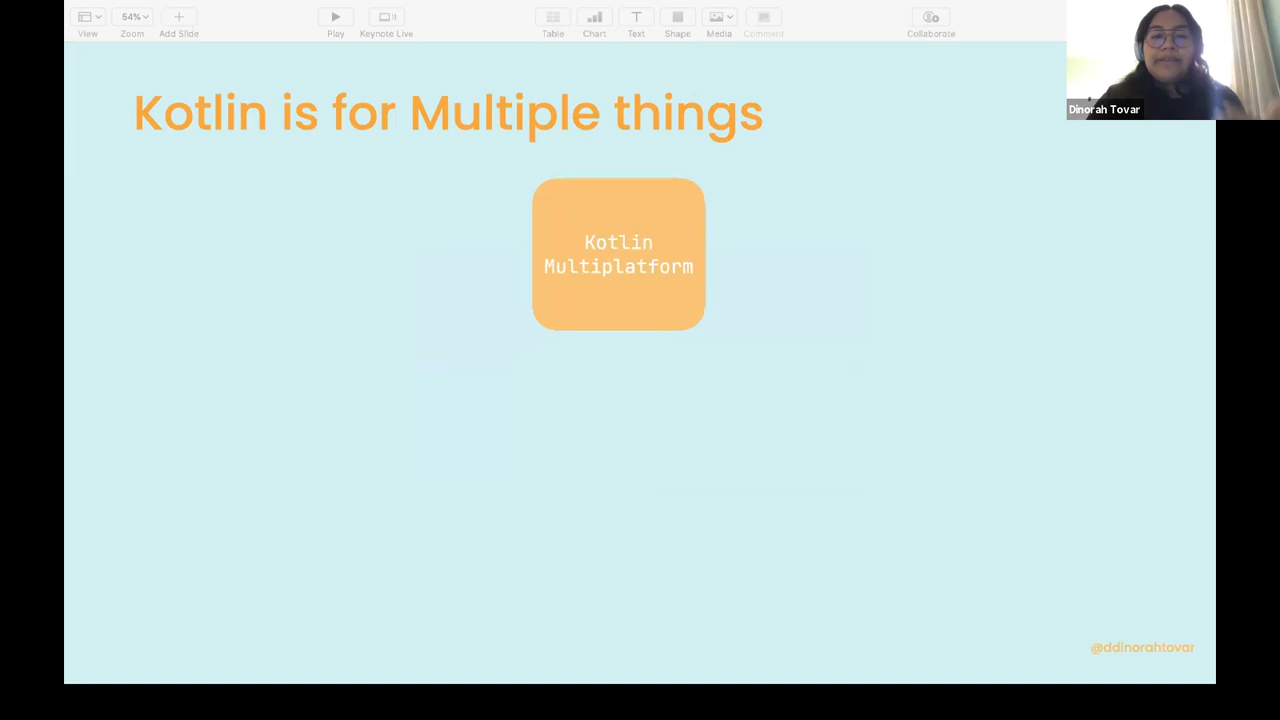 54%
View
Zoom
Add Slide
Play
Keynote Live
Table
Chart
Text
Shape
Media
Comment
Collaborate
Dinorah Tovar
Kotlin is for Multiple things
Kotlin
Multiplatform
@ddinorahtovar